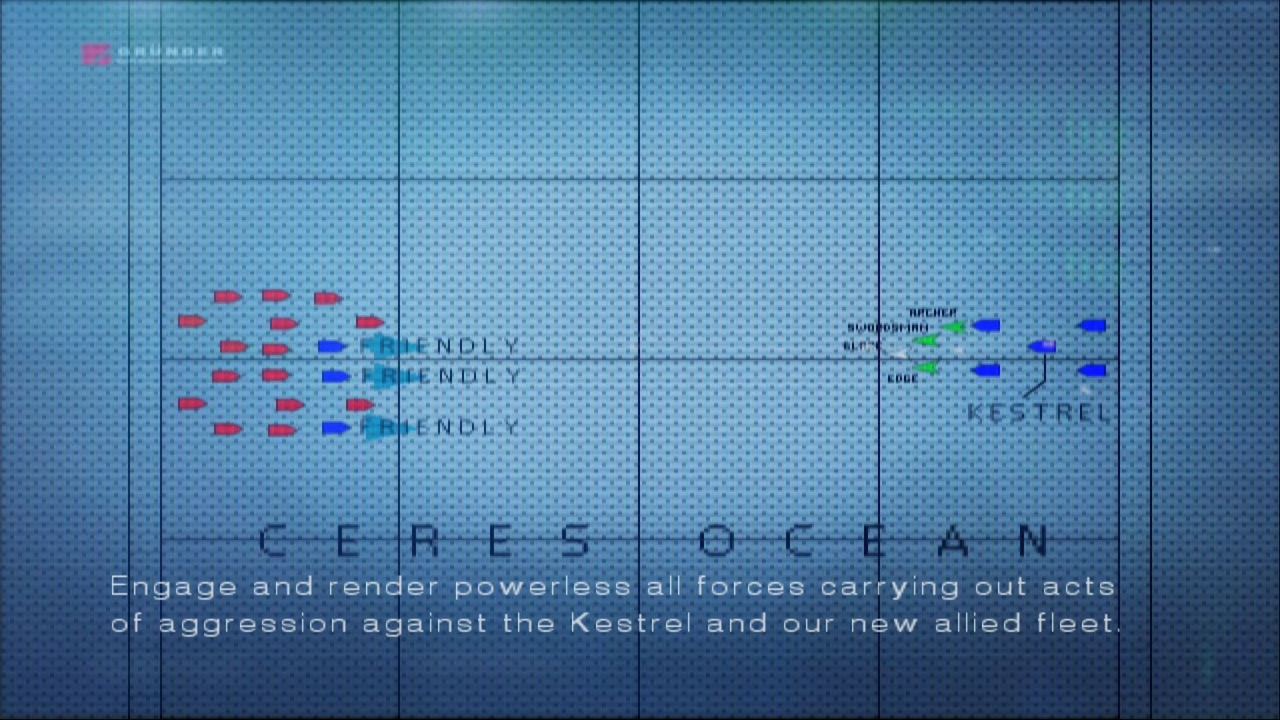 GRÜNDER
ARCHER
SWORDSMAN
FRIENDLY
EDGE
FRIENDLY
KESTREL
FRIENDLY
CERES OCEAN
Engage and render powerless all forces carrying out acts
of aggression against the Kestrel and our new allied fleet.